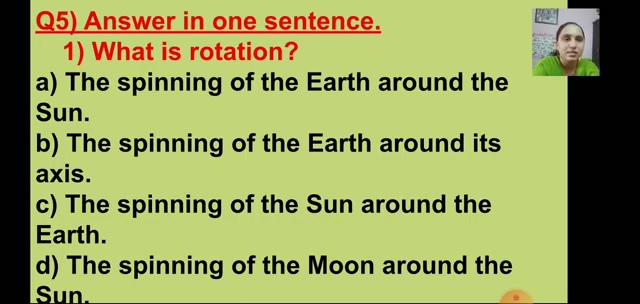 Q5) Answer in one sentence.
1) What is rotation?
a) The spinning of the Earth around the
Sun.
b) The spinning of the Earth around its
axis.
c) The spinning of the Sun around the
Earth.
d) The spinning of the Moon around the
Sun.